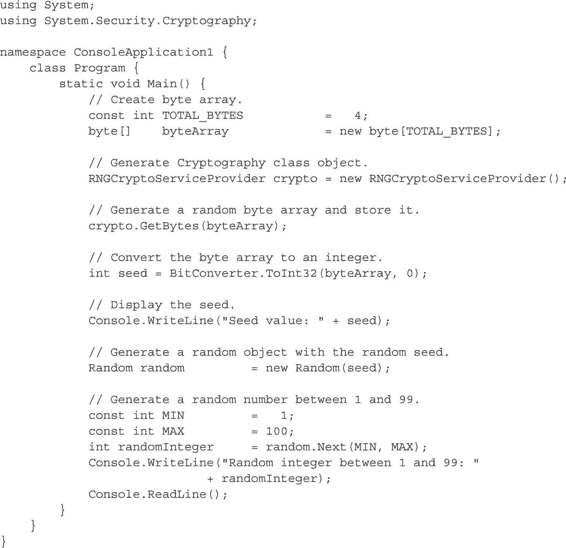 using System;
using System.Security.Cryptography;
namespace ConsoleApplication1 {
    class Program {
        static void Main() {
            // Create byte array.
            const int TOTAL_BYTES           =   4;
            byte[]    byteArray             = new byte[TOTAL_BYTES];
            // Generate Cryptography class object.
            RNGCryptoServiceProvider crypto = new RNGCryptoServiceProvider();
            // Generate a random byte array and store it.
            crypto.GetBytes(byteArray);
            // Convert the byte array to an integer.
            int seed = BitConverter.ToInt32(byteArray, 0);
            // Display the seed.
            Console.WriteLine("Seed value: " + seed);
            // Generate a random object with the random seed.
            Random random         = new Random(seed);
            // Generate a random number between 1 and 99.
            const int MIN         =   1;
            const int MAX         = 100;
            int randomInteger     = random.Next(MIN, MAX);
            Console.WriteLine("Random integer between 1 and 99: "
                            + randomInteger);
            Console.ReadLine();
        }
    }
}